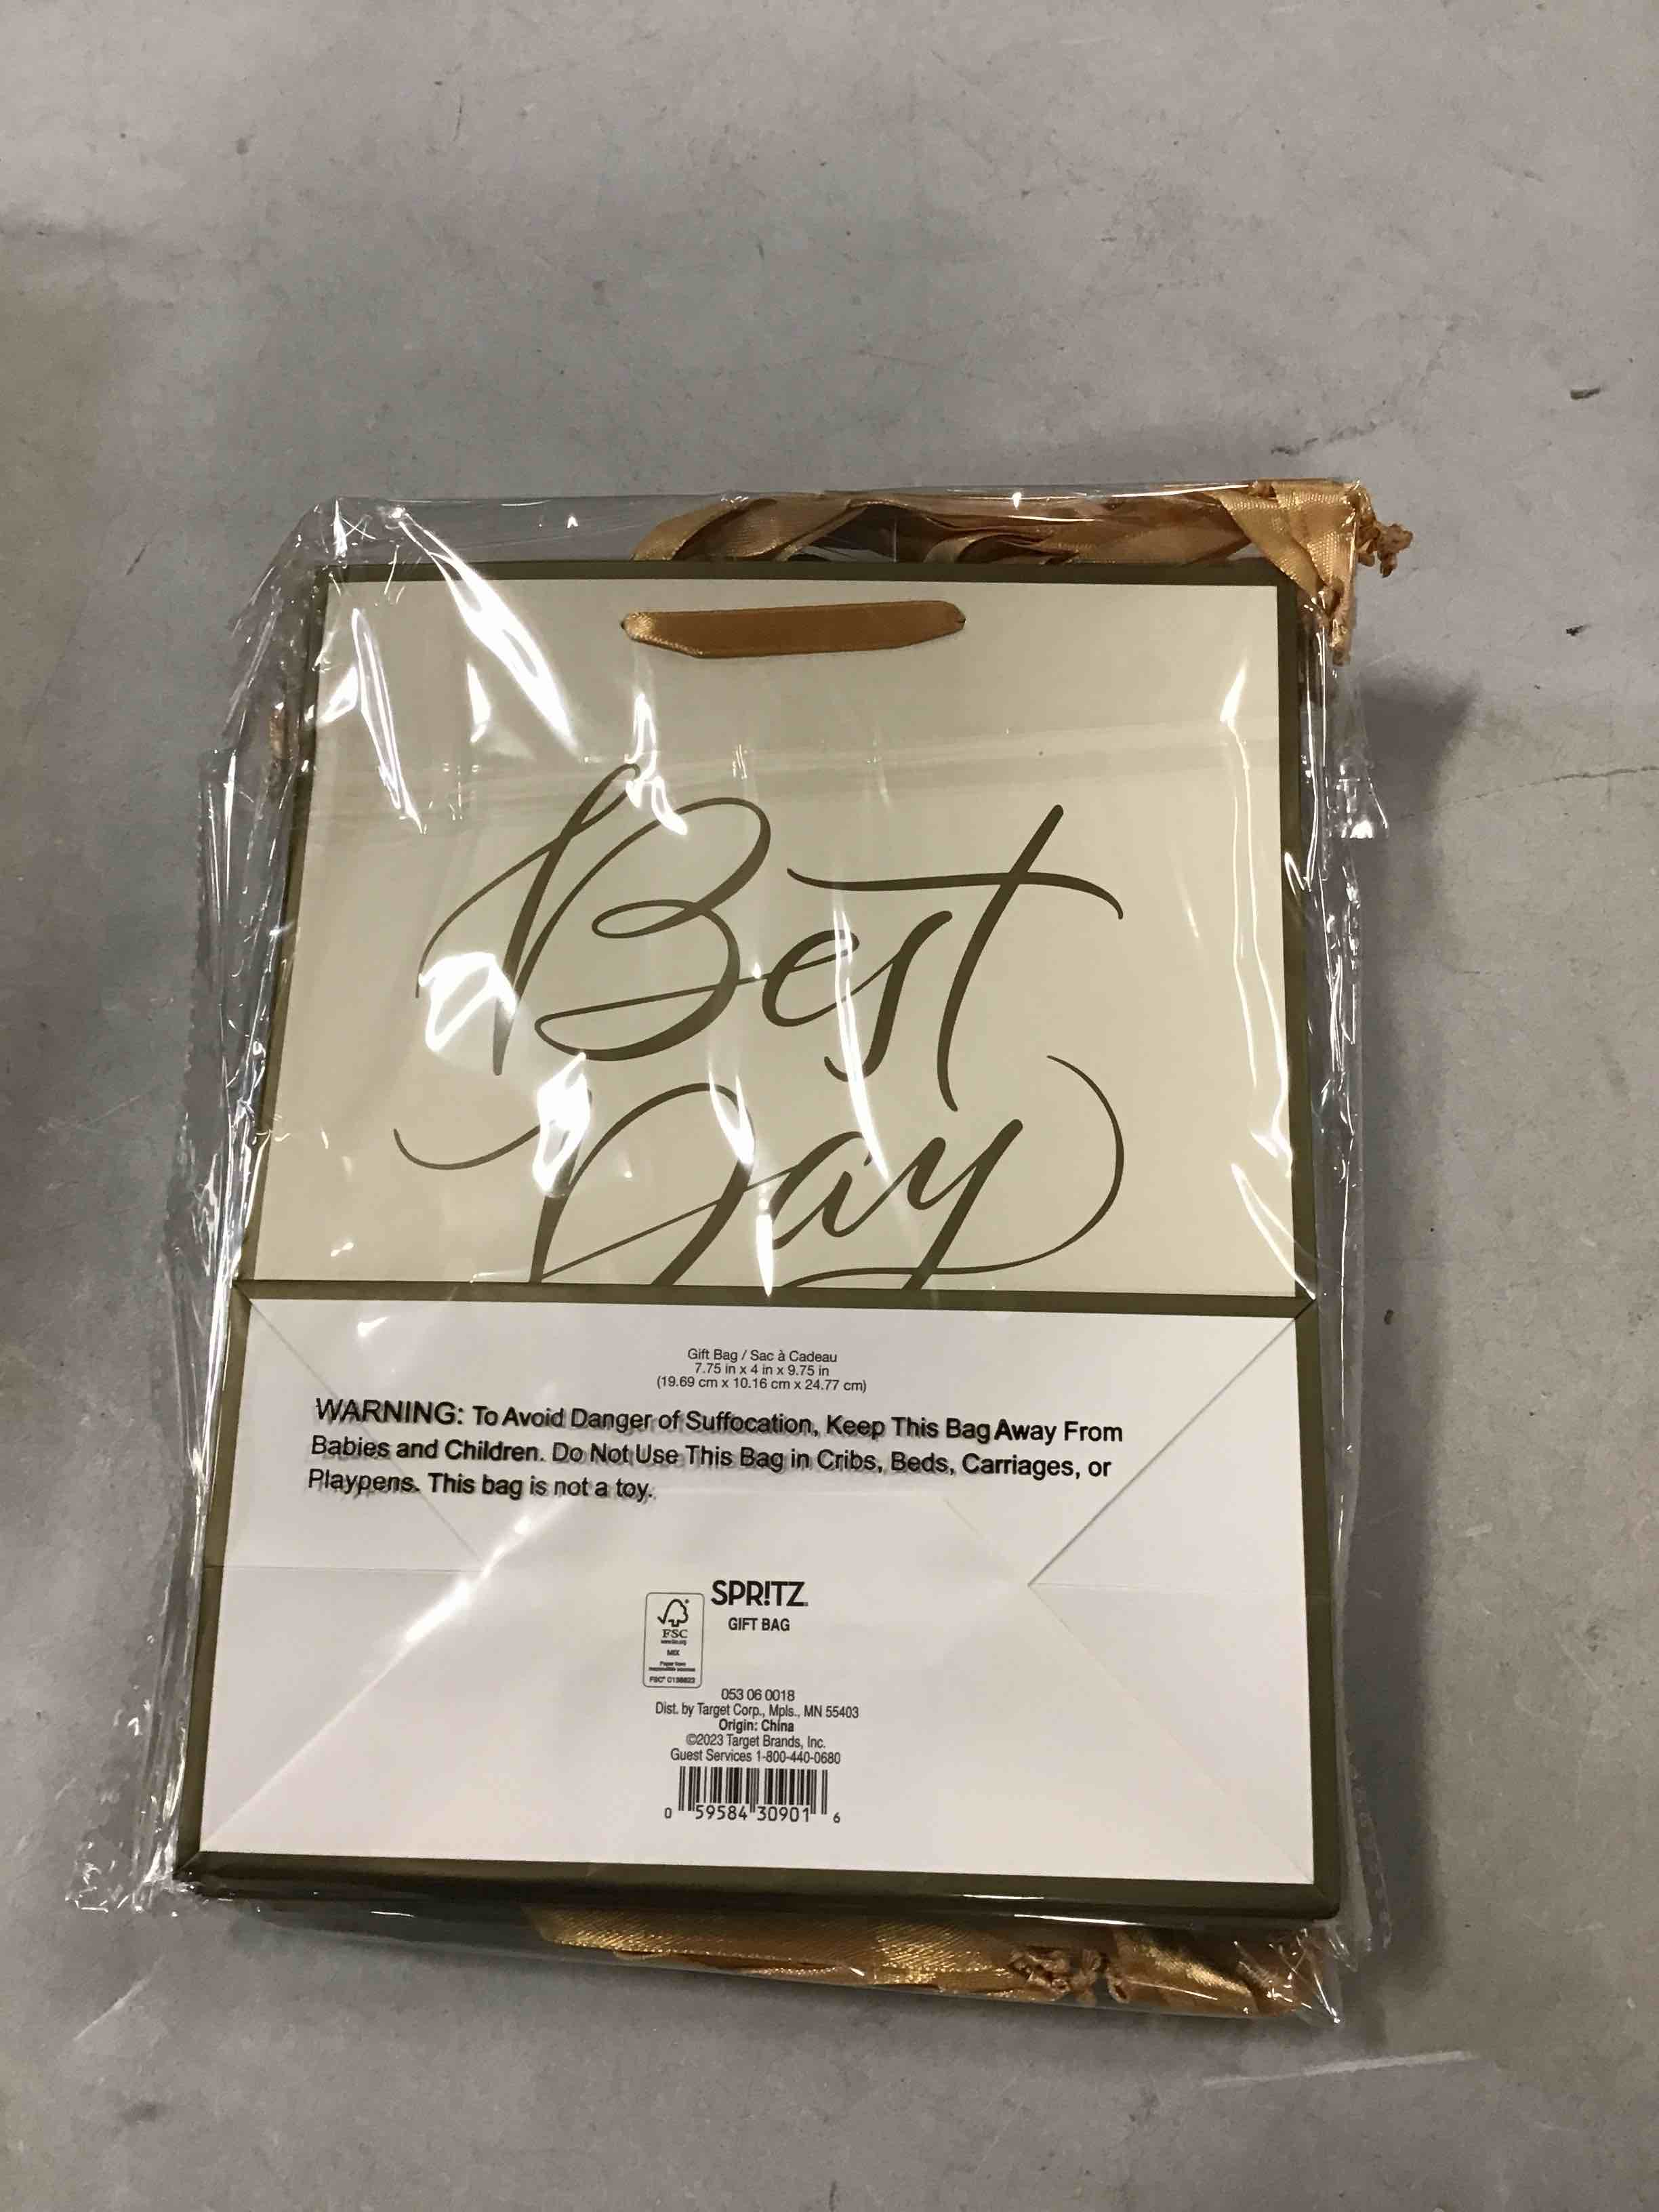 Best
Day
Gift Bag / Sac à Cadeau
7.75 in x 4 in x 9.75 in
(19.69 cm x 10.16 cm x 24.77 cm)
WARNING: To Avoid Danger of Suffocation, Keep This Bag Away From
Babies and Children. Do Not Use This Bag in Cribs, Beds, Carriages, or
Playpens. This bag is not a toy.
SPR!TZ
GIFT BAG
FSC
MIX
Paper from
responsible sources
053 06 0018
Dist. by Target Corp., Mpls., MN 55403
Origin: China
©2023 Target Brands, Inc.
Guest Services 1-800-440-0680
0 59584 30901 6